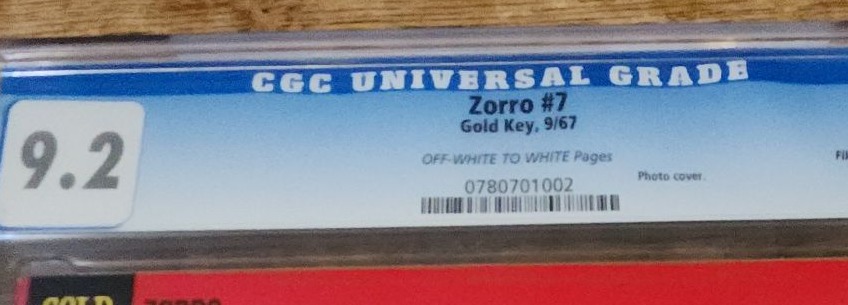 CGC UNIVERSAL GRADE
9.2
Zorro #7
Gold Key, 9/67
OFF-WHITE TO WHITE Pages
0780701002
Photo cover.
GOLD